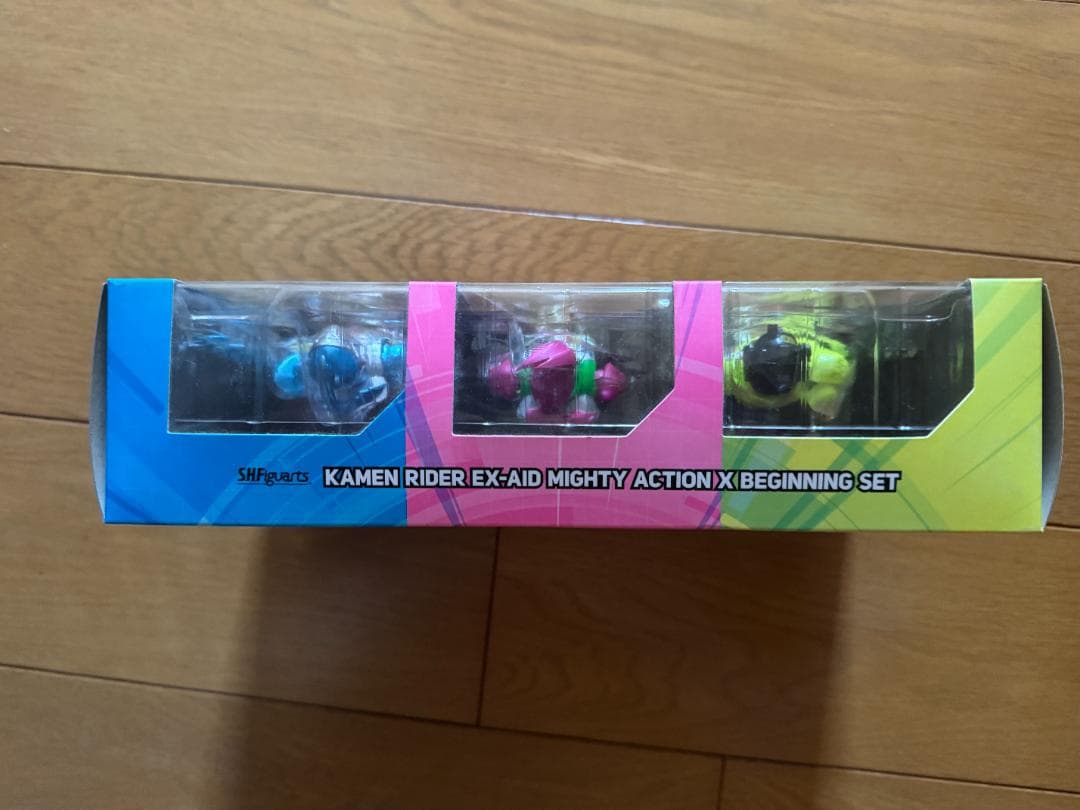 S.H.Figuarts KAMEN RIDER EX-AID MIGHTY ACTION X BEGINNING SET